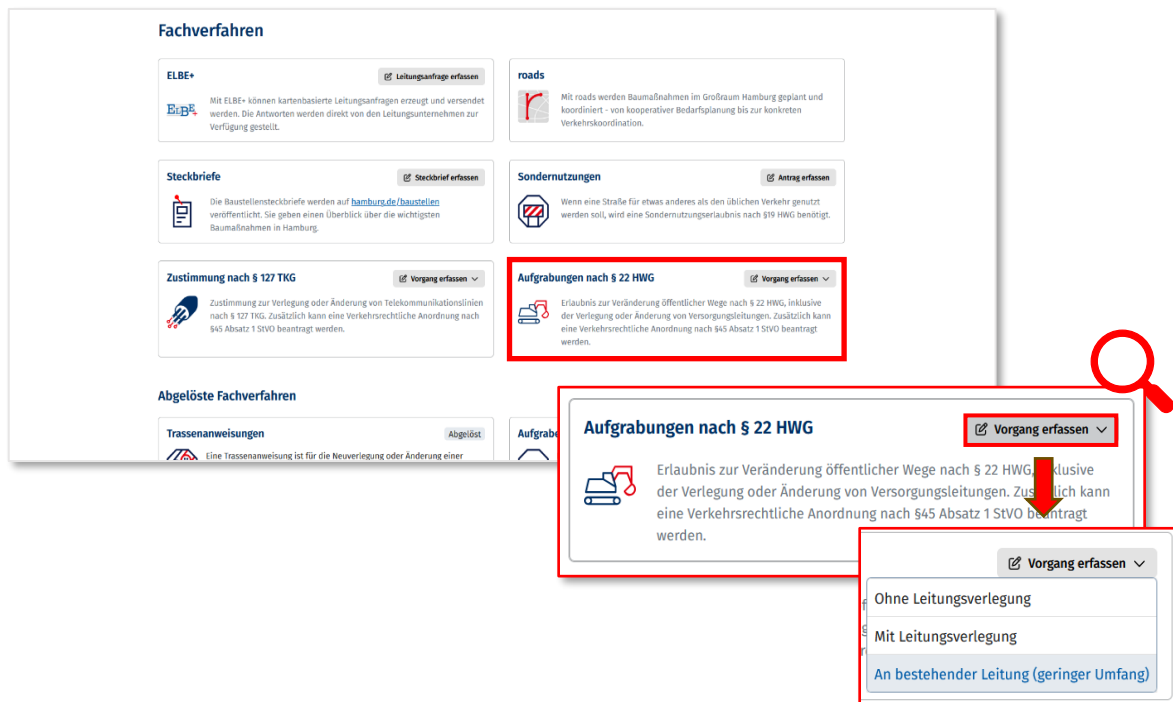 Fachverfahren
ELBE+
Leitungsanfrage erfassen
ELBE+
Mit ELBE+ können kartenbasierte Leitungsanfragen erzeugt und versendet
werden. Die Antworten werden direkt von den Leitungsunternehmen zur
Verfügung gestellt.
roads
Mit roads werden Baumaßnahmen im Großraum Hamburg geplant und
koordiniert - von kooperativer Bedarfsplanung bis zur konkreten
Verkehrskoordination.
Steckbriefe
Steckbrief erfassen
Die Baustellensteckbriefe werden auf hamburg.de/baustellen
veröffentlicht. Sie geben einen Überblick über die wichtigsten
Baumaßnahmen in Hamburg.
Sondernutzungen
Antrag erfassen
Wenn eine Straße für etwas anderes als den üblichen Verkehr genutzt
werden soll, wird eine Sondernutzungserlaubnis nach §19 HWG benötigt.
Zustimmung nach § 127 TKG
Vorgang erfassen
Zustimmung zur Verlegung oder Änderung von Telekommunikationslinien
nach § 127 TKG. Zusätzlich kann eine Verkehrsrechtliche Anordnung nach
§45 Absatz 1 StVO beantragt werden.
Aufgrabungen nach § 22 HWG
Vorgang erfassen
Erlaubnis zur Veränderung öffentlicher Wege nach § 22 HWG, inklusive
der Verlegung oder Änderung von Versorgungsleitungen. Zusätzlich kann
eine Verkehrsrechtliche Anordnung nach §45 Absatz 1 StVO beantragt
werden.
Abgelöste Fachverfahren
Trassenanweisungen
Abgelöst
Eine Trassenanweisung ist für die Neuverlegung oder Änderung einer
Aufgrabe
Aufgrabungen nach § 22 HWG
Vorgang erfassen
Erlaubnis zur Veränderung öffentlicher Wege nach § 22 HWG, inklusive
der Verlegung oder Änderung von Versorgungsleitungen. Zusätzlich kann
eine Verkehrsrechtliche Anordnung nach §45 Absatz 1 StVO beantragt
werden.
Vorgang erfassen
Ohne Leitungsverlegung
Mit Leitungsverlegung
An bestehender Leitung (geringer Umfang)